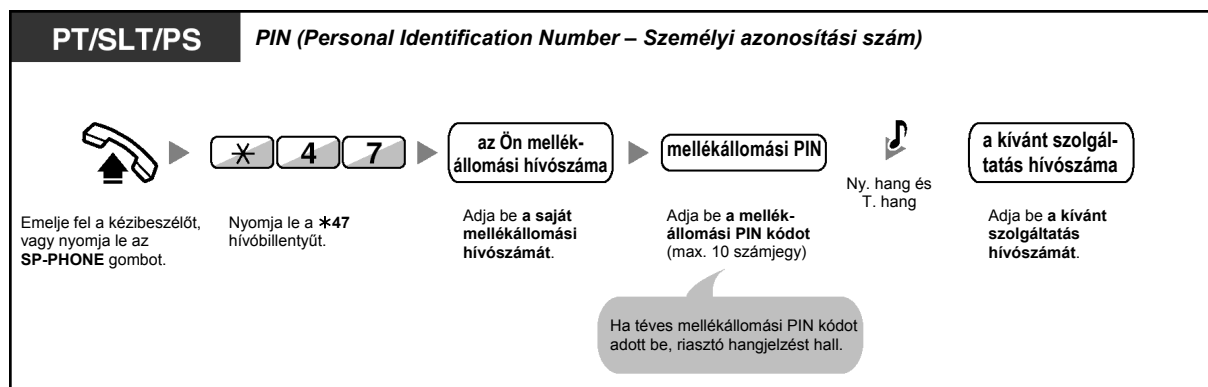 PT/SLT/PS
PIN (Personal Identification Number – Személyi azonosítási szám)
✳ 4 7
az Ön mellék-
állomási hívószáma
mellékállomási PIN
a kívánt szolgál-
tatás hívószáma
Emelje fel a kézibeszélőt,
vagy nyomja le az
SP-PHONE gombot.
Nyomja le a ✳47
hívóbillentyűt.
Adja be a saját
mellékállomási
hívószámát.
Adja be a mellék-
állomási PIN kódot
(max. 10 számjegy)
Ny. hang és
T. hang
Adja be a kívánt
szolgáltatás
hívószámát.
Ha téves mellékállomási PIN kódot
adott be, riasztó hangjelzést hall.